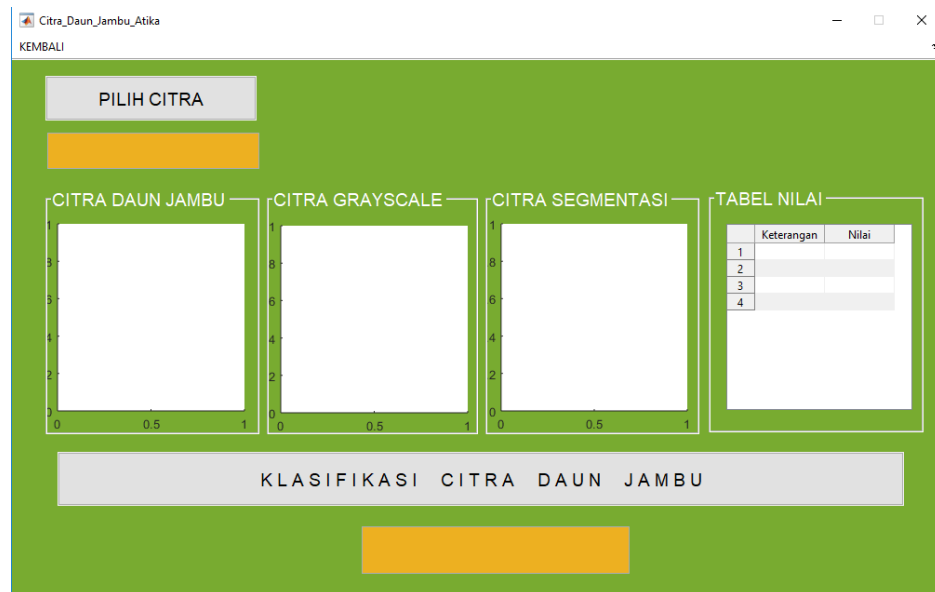 Citra_Daun_Jambu_Atika
KEMBALI
PILIH CITRA
CITRA DAUN JAMBU
CITRA GRAYSCALE
CITRA SEGMENTASI
TABEL NILAI
1
8
6
4
2
0
0 0.5 1
1
8
6
4
2
0
0 0.5 1
1
8
6
4
2
0
0 0.5 1
Keterangan Nilai
1
2
3
4
KLASIFIKASI CITRA DAUN JAMBU